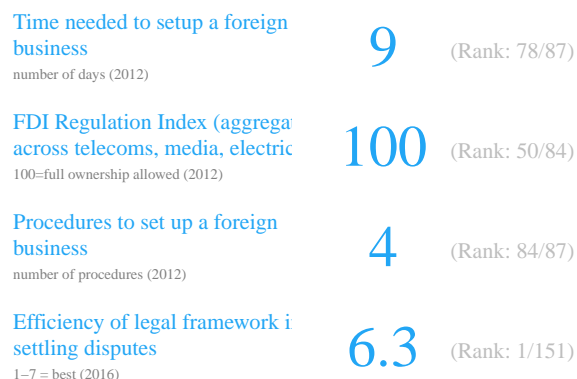 Time needed to setup a foreign
business
number of days (2012)
9
(Rank: 78/87)
FDI Regulation Index (aggregat
across telecoms, media, electric
100=full ownership allowed (2012)
100
(Rank: 50/84)
Procedures to set up a foreign
business
number of procedures (2012)
4
(Rank: 84/87)
Efficiency of legal framework i
settling disputes
1–7 = best (2016)
6.3
(Rank: 1/151)